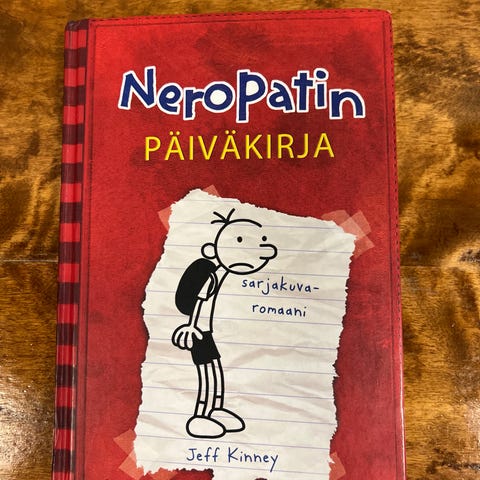 Neropatin
PÄIVÄKIRJA
sarjakuva-
romaani
Jeff Kinney